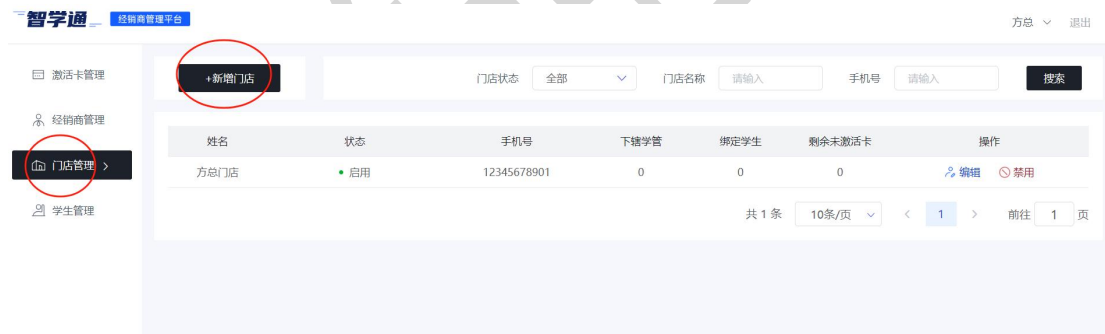 智学通 经销商管理平台 方总 退出
激活卡管理
经销商管理
门店管理
学生管理
+新增门店 门店状态 全部 门店名称 请输入 手机号 请输入 搜索
姓名 状态 手机号 下辖学管 绑定学生 剩余未激活卡 操作
方总门店 启用 12345678901 0 0 0 编辑 禁用
共 1 条 10条/页 < 1 > 前往 1 页